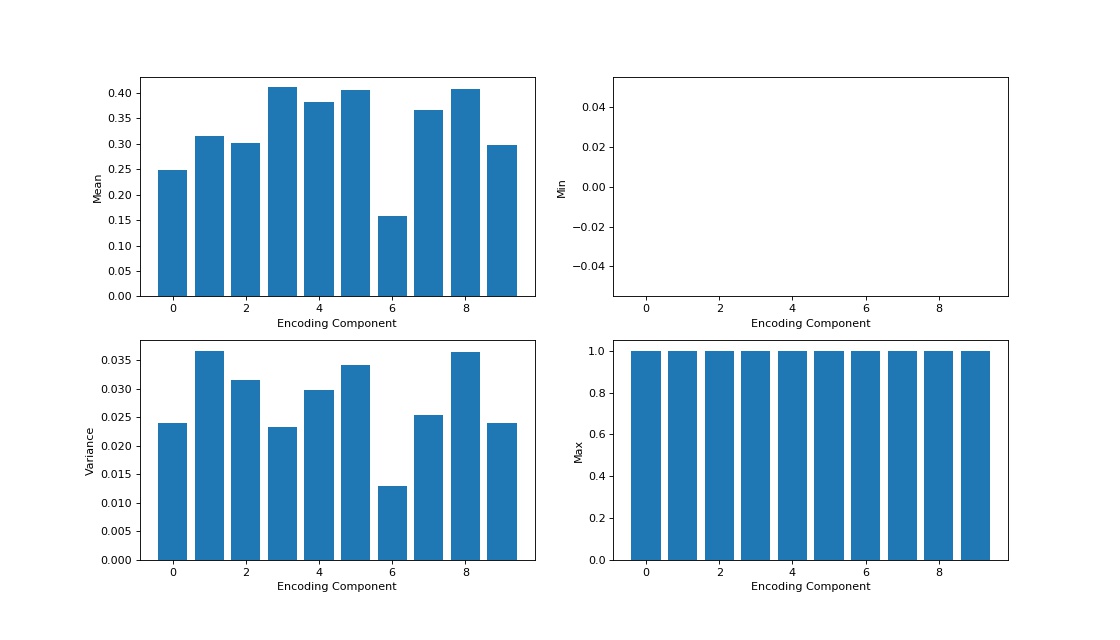 0.40
0.35
0.30
0.25
0.20
0.15
0.10
0.05
0.00
Mean
0 2 4 6 8
Encoding Component
0.04
0.02
0.00
−0.02
−0.04
Min
0 2 4 6 8
Encoding Component
0.035
0.030
0.025
0.020
0.015
0.010
0.005
0.000
Variance
0 2 4 6 8
Encoding Component
1.0
0.8
0.6
0.4
0.2
0.0
Max
0 2 4 6 8
Encoding Component